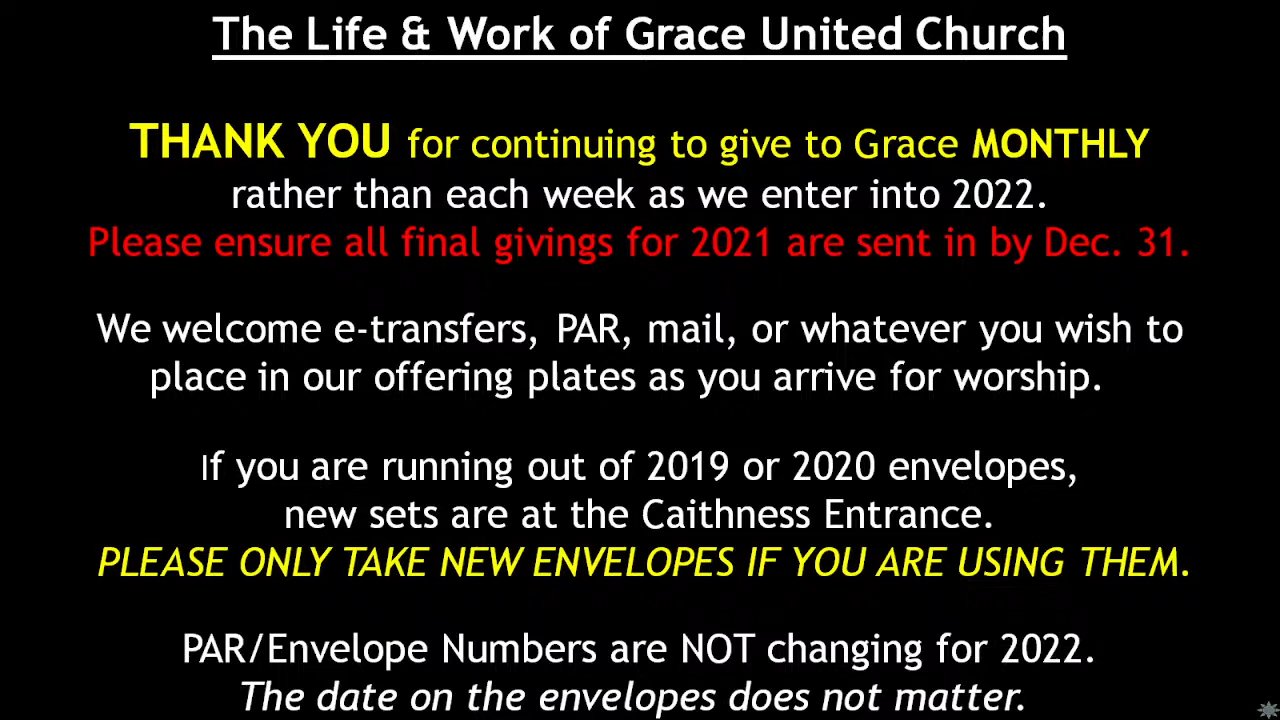 The Life & Work of Grace United Church
THANK YOU for continuing to give to Grace MONTHLY
rather than each week as we enter into 2022.
Please ensure all final givings for 2021 are sent in by Dec. 31.
We welcome e-transfers, PAR, mail, or whatever you wish to
place in our offering plates as you arrive for worship.
If you are running out of 2019 or 2020 envelopes,
new sets are at the Caithness Entrance.
PLEASE ONLY TAKE NEW ENVELOPES IF YOU ARE USING THEM.
PAR/Envelope Numbers are NOT changing for 2022.
The date on the envelopes does not matter.